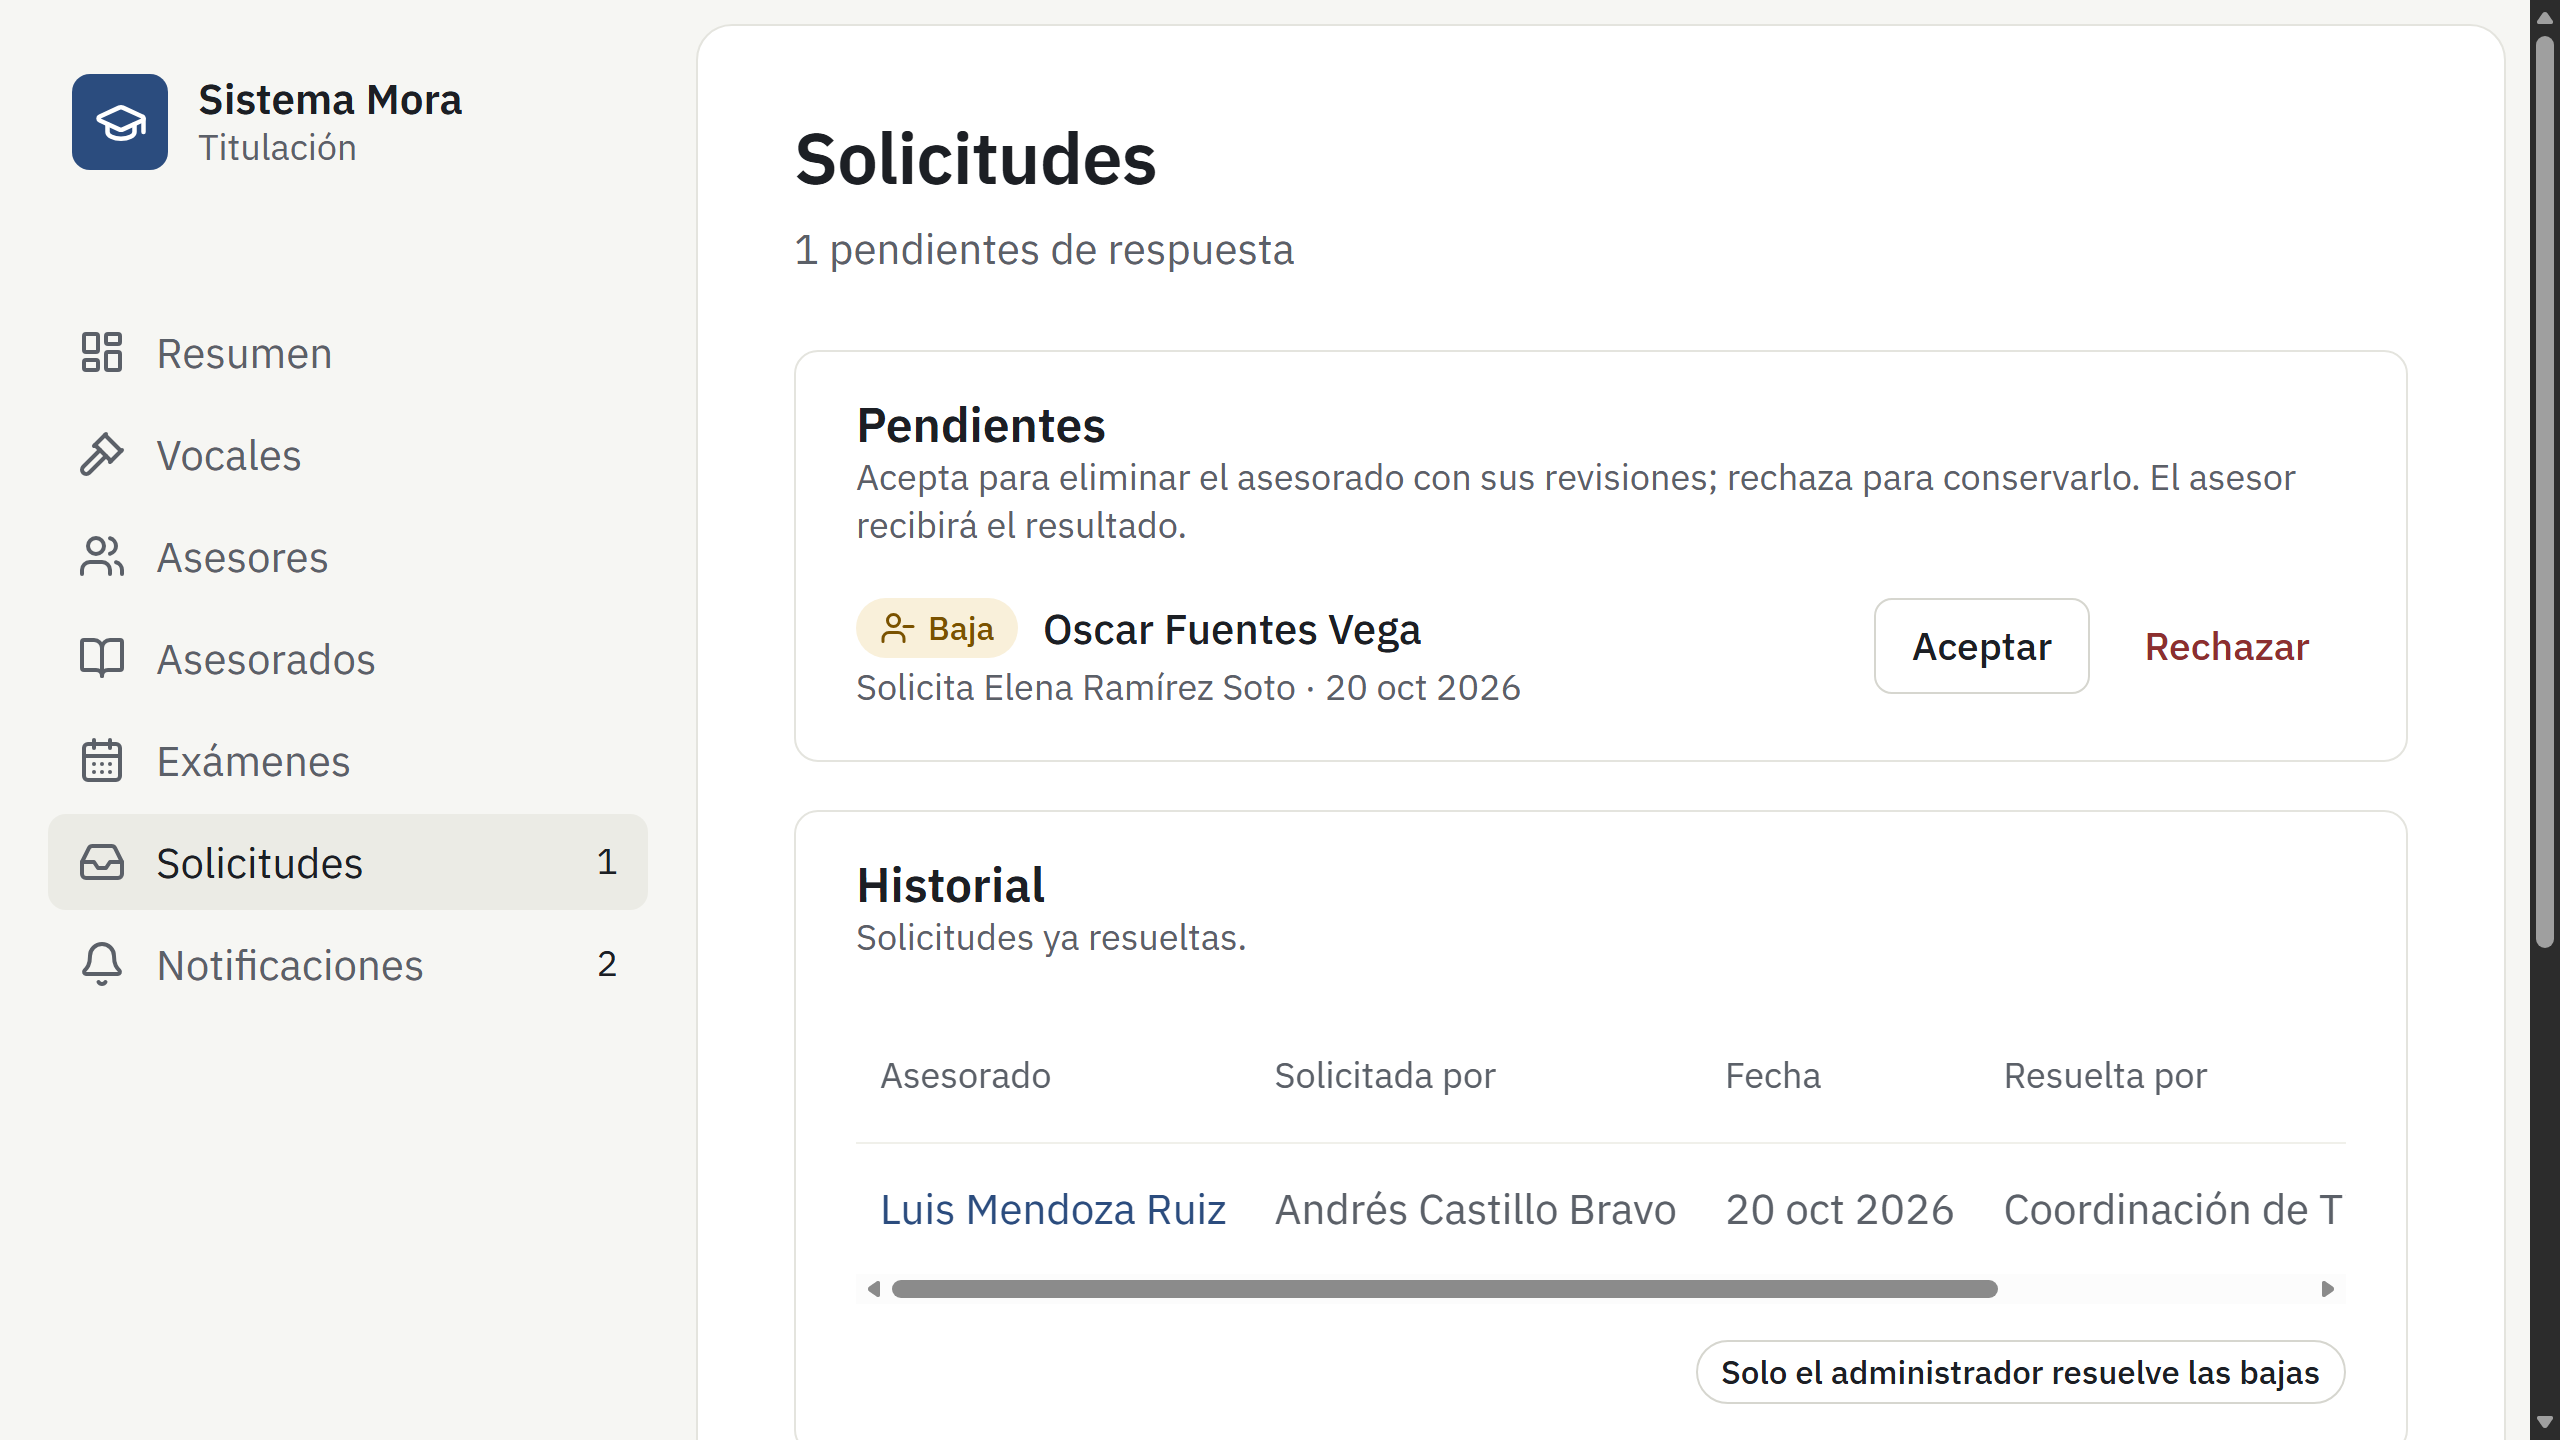 Sistema Mora
Titulación
Resumen
Vocales
Asesores
Asesorados
Exámenes
Solicitudes 1
Notificaciones 2
Solicitudes
1 pendientes de respuesta
Pendientes
Acepta para eliminar el asesorado con sus revisiones; rechaza para conservarlo. El asesor
recibirá el resultado.
Baja Oscar Fuentes Vega
Solicita Elena Ramírez Soto · 20 oct 2026
Aceptar Rechazar
Historial
Solicitudes ya resueltas.
Asesorado Solicitada por Fecha Resuelta por
Luis Mendoza Ruiz Andrés Castillo Bravo 20 oct 2026 Coordinación de T
Solo el administrador resuelve las bajas